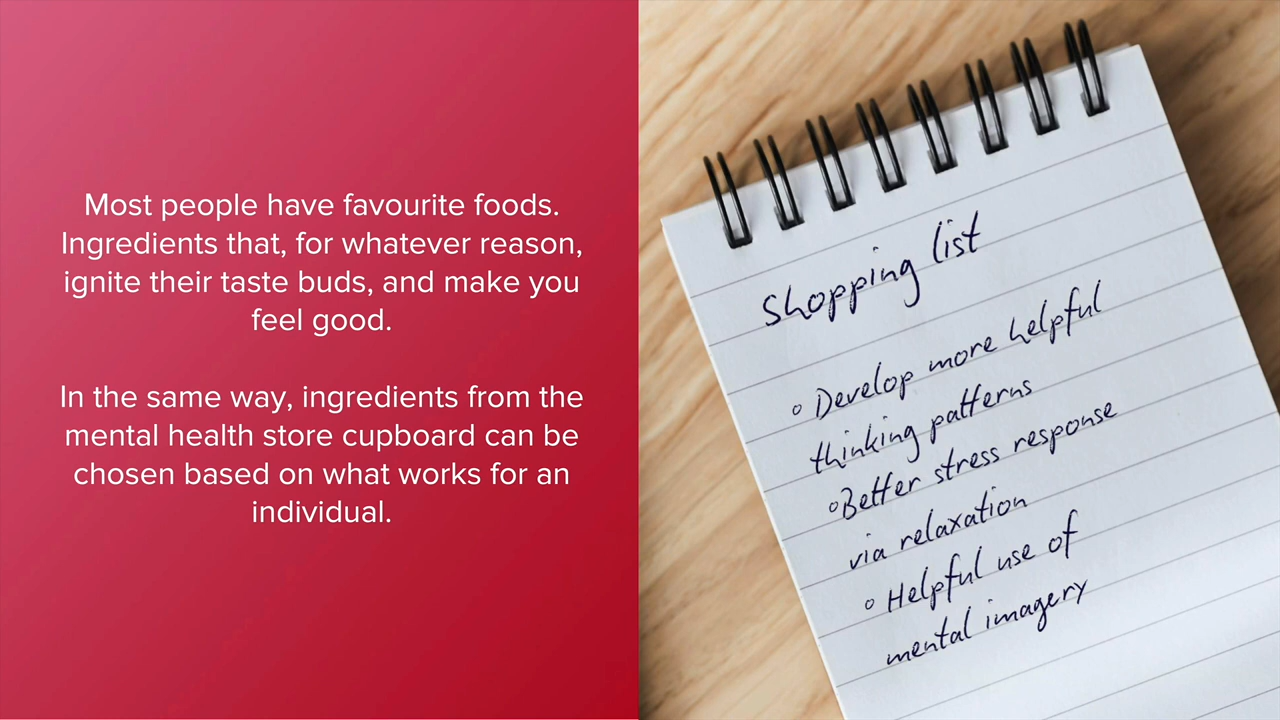 Most people have favourite foods.
Ingredients that, for whatever reason,
ignite their taste buds, and make you
feel good.
In the same way, ingredients from the
mental health store cupboard can be
chosen based on what works for an
individual.
Shopping list
◦ Develop more helpful
thinking patterns
◦ Better stress response
via relaxation
◦ Helpful use of
mental imagery